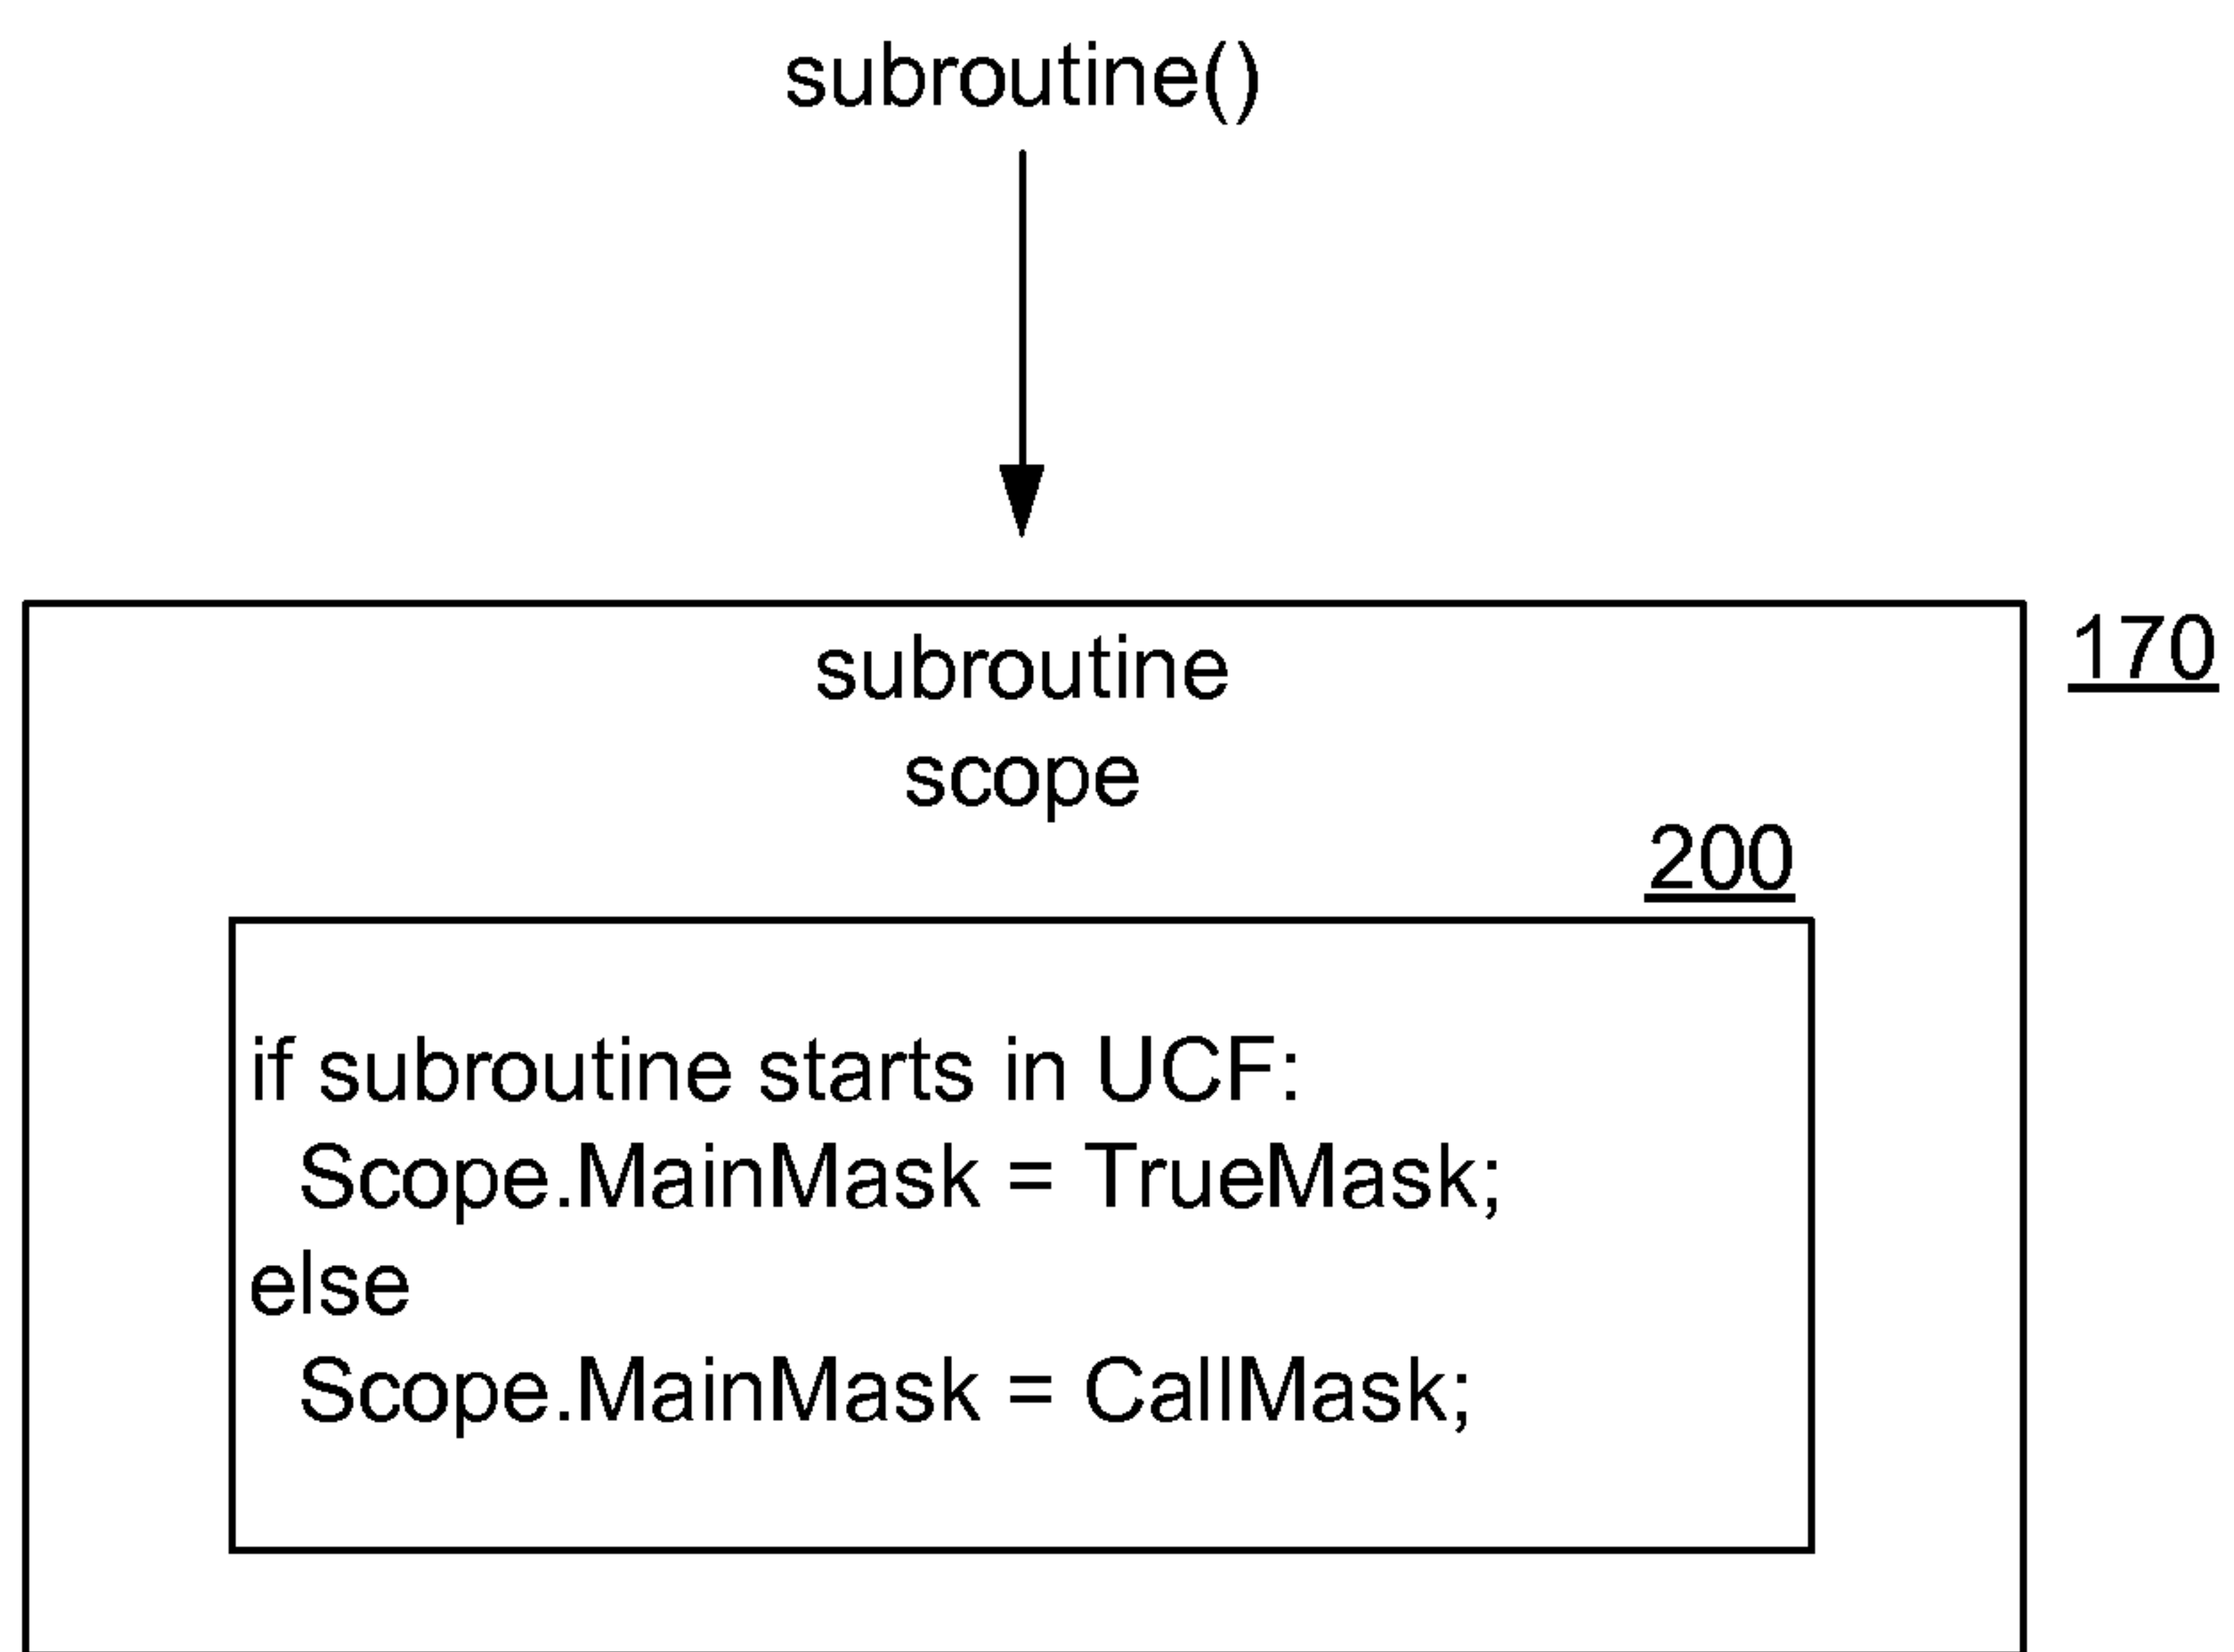 subroutine()
subroutine
170
scope
200
if subroutine starts in UCF:
Scope.MainMask = TrueMask;
else
Scope.MainMask = CallMask;